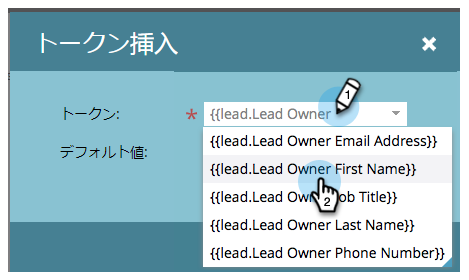 トークン挿入
トークン:
* {{lead.Lead Owner
1
デフォルト値:
{{lead.Lead Owner Email Address}}
{{lead.Lead Owner First Name}}
{{lead.Lead Owner Job Title}}
2
{{lead.Lead Owner Last Name}}
{{lead.Lead Owner Phone Number}}